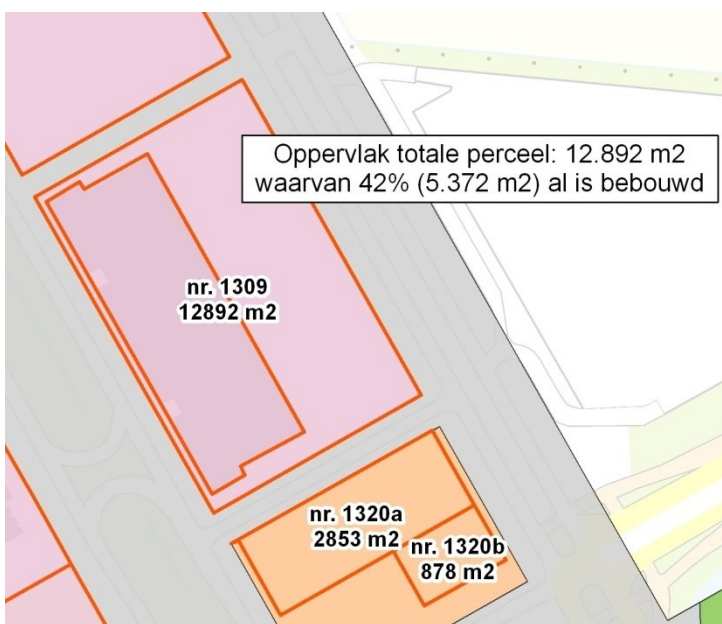 Oppervlak totale perceel: 12.892 m2
waarvan 42% (5.372 m2) al is bebouwd
nr. 1309
12892 m2
nr. 1320a
2853 m2
nr. 1320b
878 m2